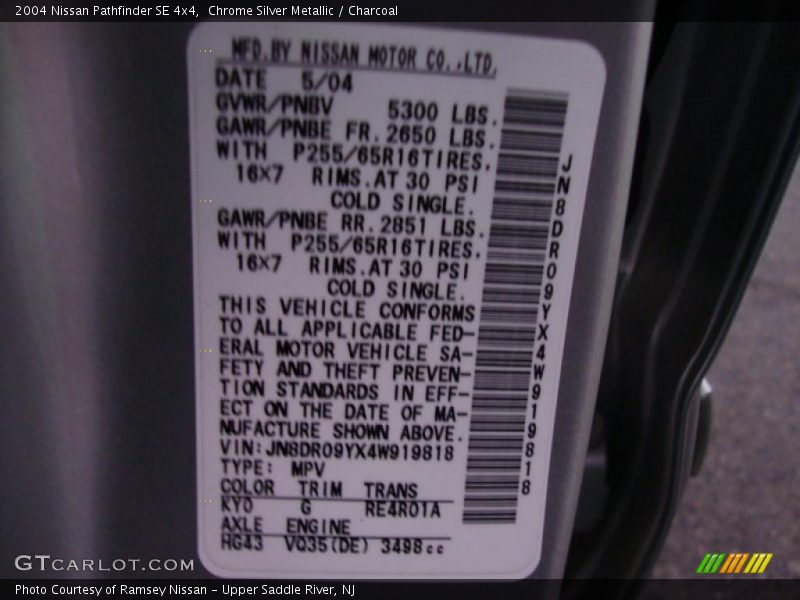 2004 Nissan Pathfinder SE 4x4, Chrome Silver Metallic / Charcoal
MFD.BY NISSAN MOTOR CO.,LTD.
DATE 5/04
GVWR/PNBV 5300 LBS.
GAWR/PNBE FR. 2650 LBS.
WITH P255/65R16TIRES,
16X7 RIMS.AT 30 PSI
COLD SINGLE.
GAWR/PNBE RR. 2851 LBS.
WITH P255/65R16TIRES.
16X7 RIMS.AT 30 PSI
COLD SINGLE.
THIS VEHICLE CONFORMS
TO ALL APPLICABLE FED-
ERAL MOTOR VEHICLE SA-
FETY AND THEFT PREVEN-
TION STANDARDS IN EFF-
ECT ON THE DATE OF MA-
NUFACTURE SHOWN ABOVE.
VIN:JN8DR09YX4W919818
TYPE: MPV
COLOR TRIM TRANS
KY0 G RE4R01A
AXLE ENGINE
HG43 VQ35(DE) 3498cc
JN8DR09YX4W919818
GTCARLOT.COM
Photo Courtesy of Ramsey Nissan - Upper Saddle River, NJ